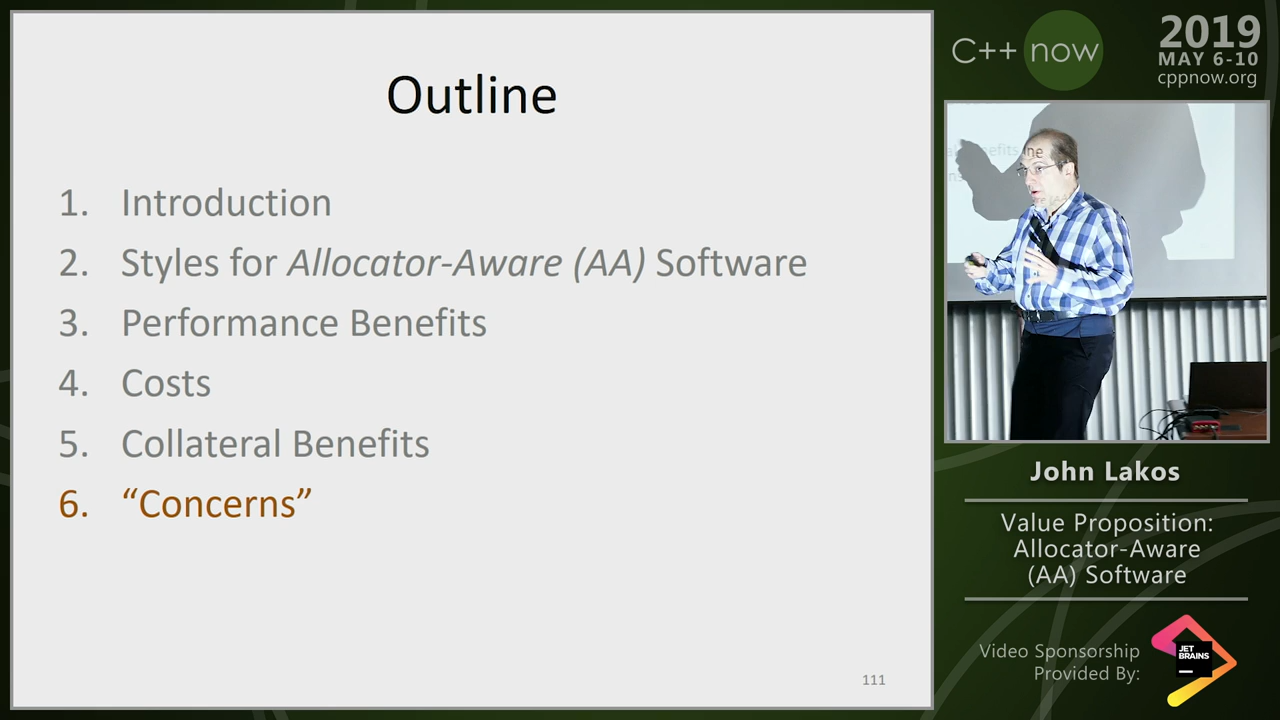 Outline
1. Introduction
2. Styles for Allocator-Aware (AA) Software
3. Performance Benefits
4. Costs
5. Collateral Benefits
6. “Concerns”
111
C++ now
2019
MAY 6-10
cppnow.org
John Lakos
Value Proposition:
Allocator-Aware
(AA) Software
Video Sponsorship
Provided By:
JET
BRAINS